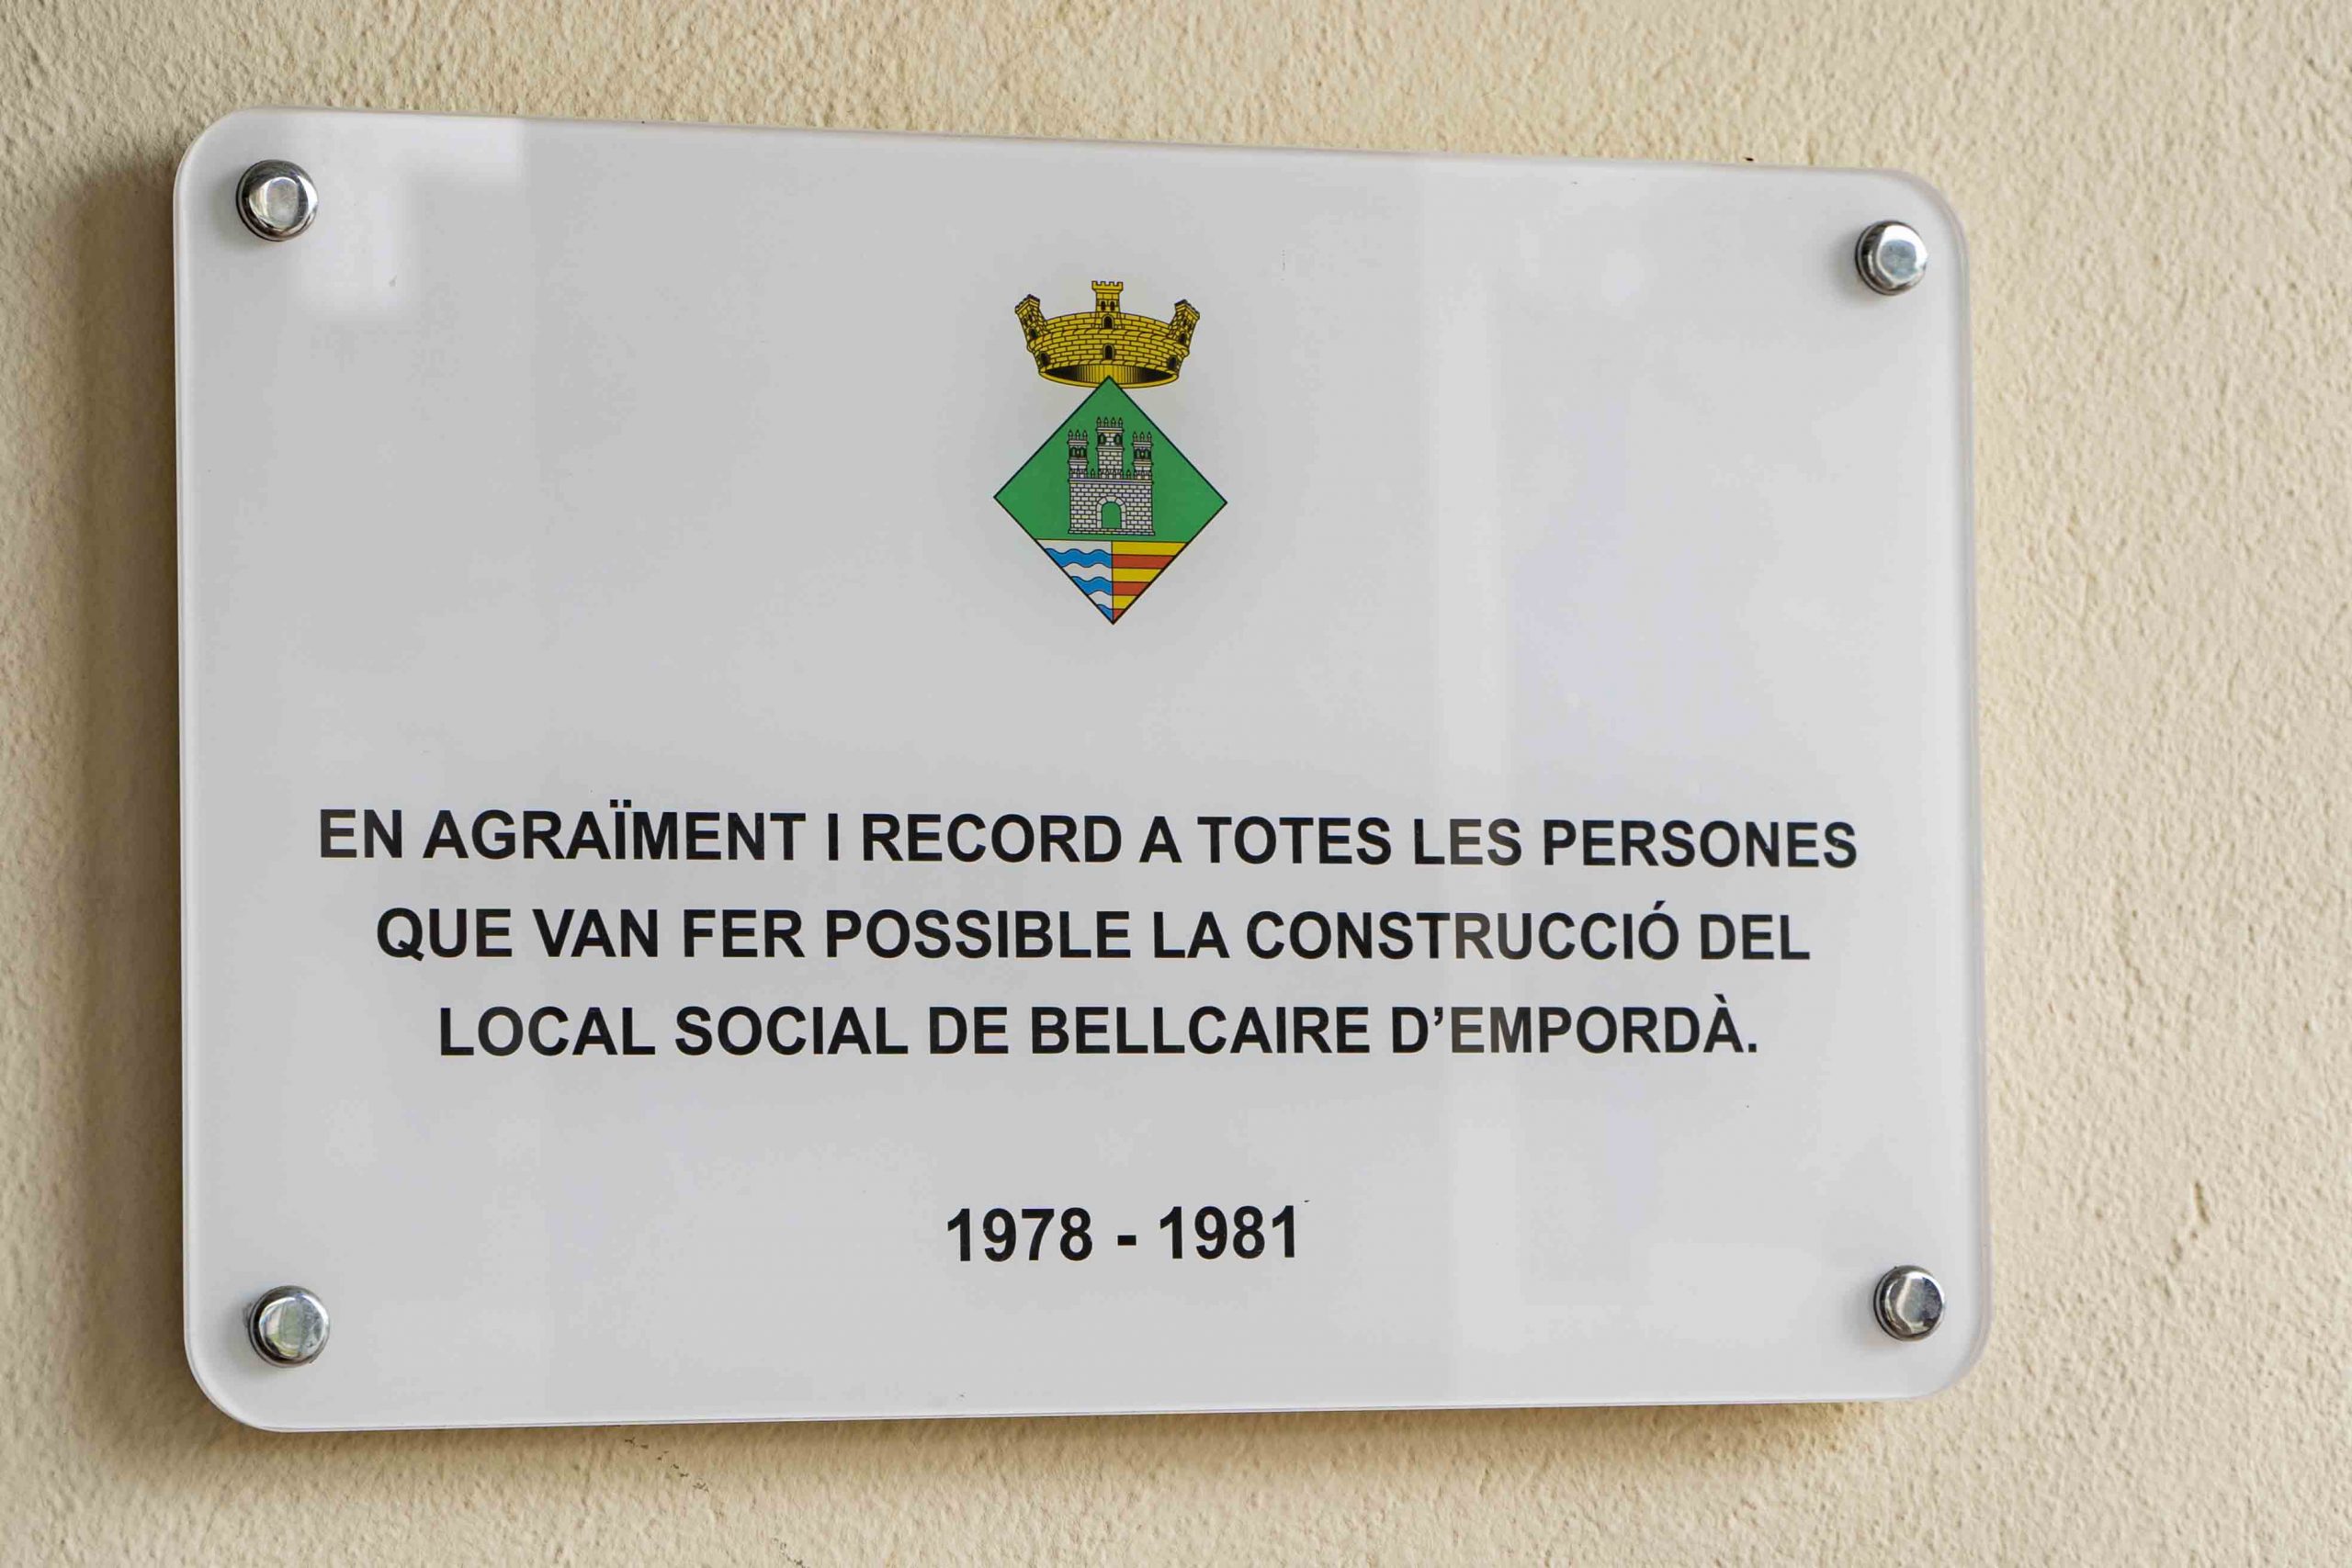 EN AGRAÏMENT I RECORD A TOTES LES PERSONES
QUE VAN FER POSSIBLE LA CONSTRUCCIÓ DEL
LOCAL SOCIAL DE BELLCAIRE D’EMPORDÀ.
1978 - 1981